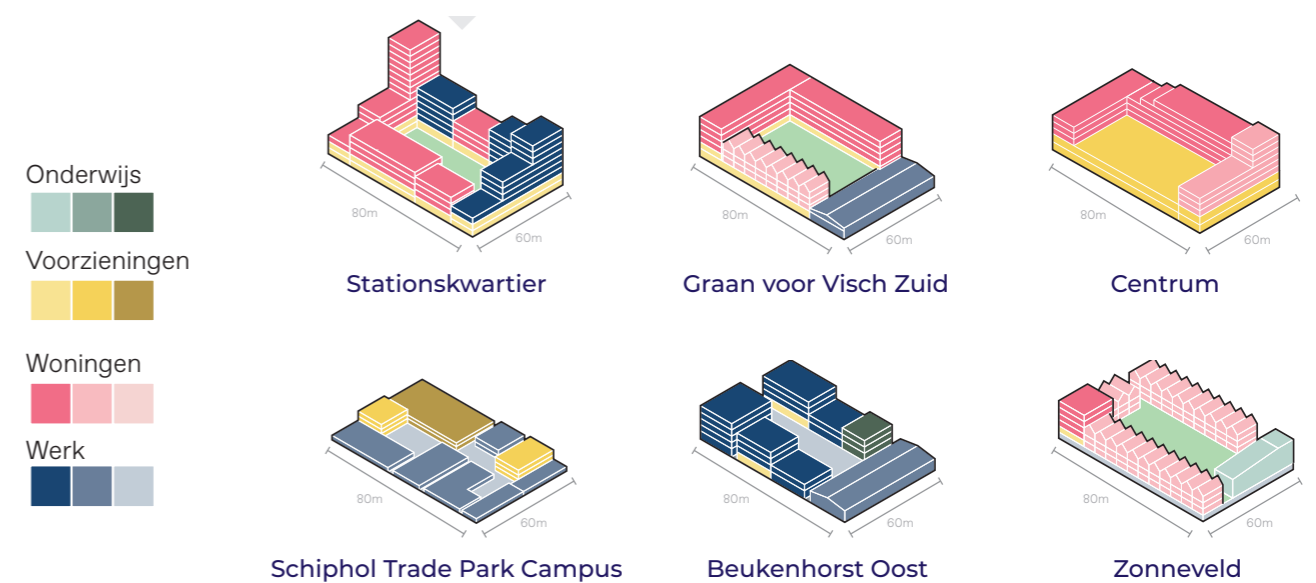 Onderwijs
Voorzieningen
Woningen
Werk
80m
60m
Stationskwartier
80m
60m
Graan voor Visch Zuid
80m
60m
Centrum
80m
60m
Schiphol Trade Park Campus
80m
60m
Beukenhorst Oost
80m
60m
Zonneveld